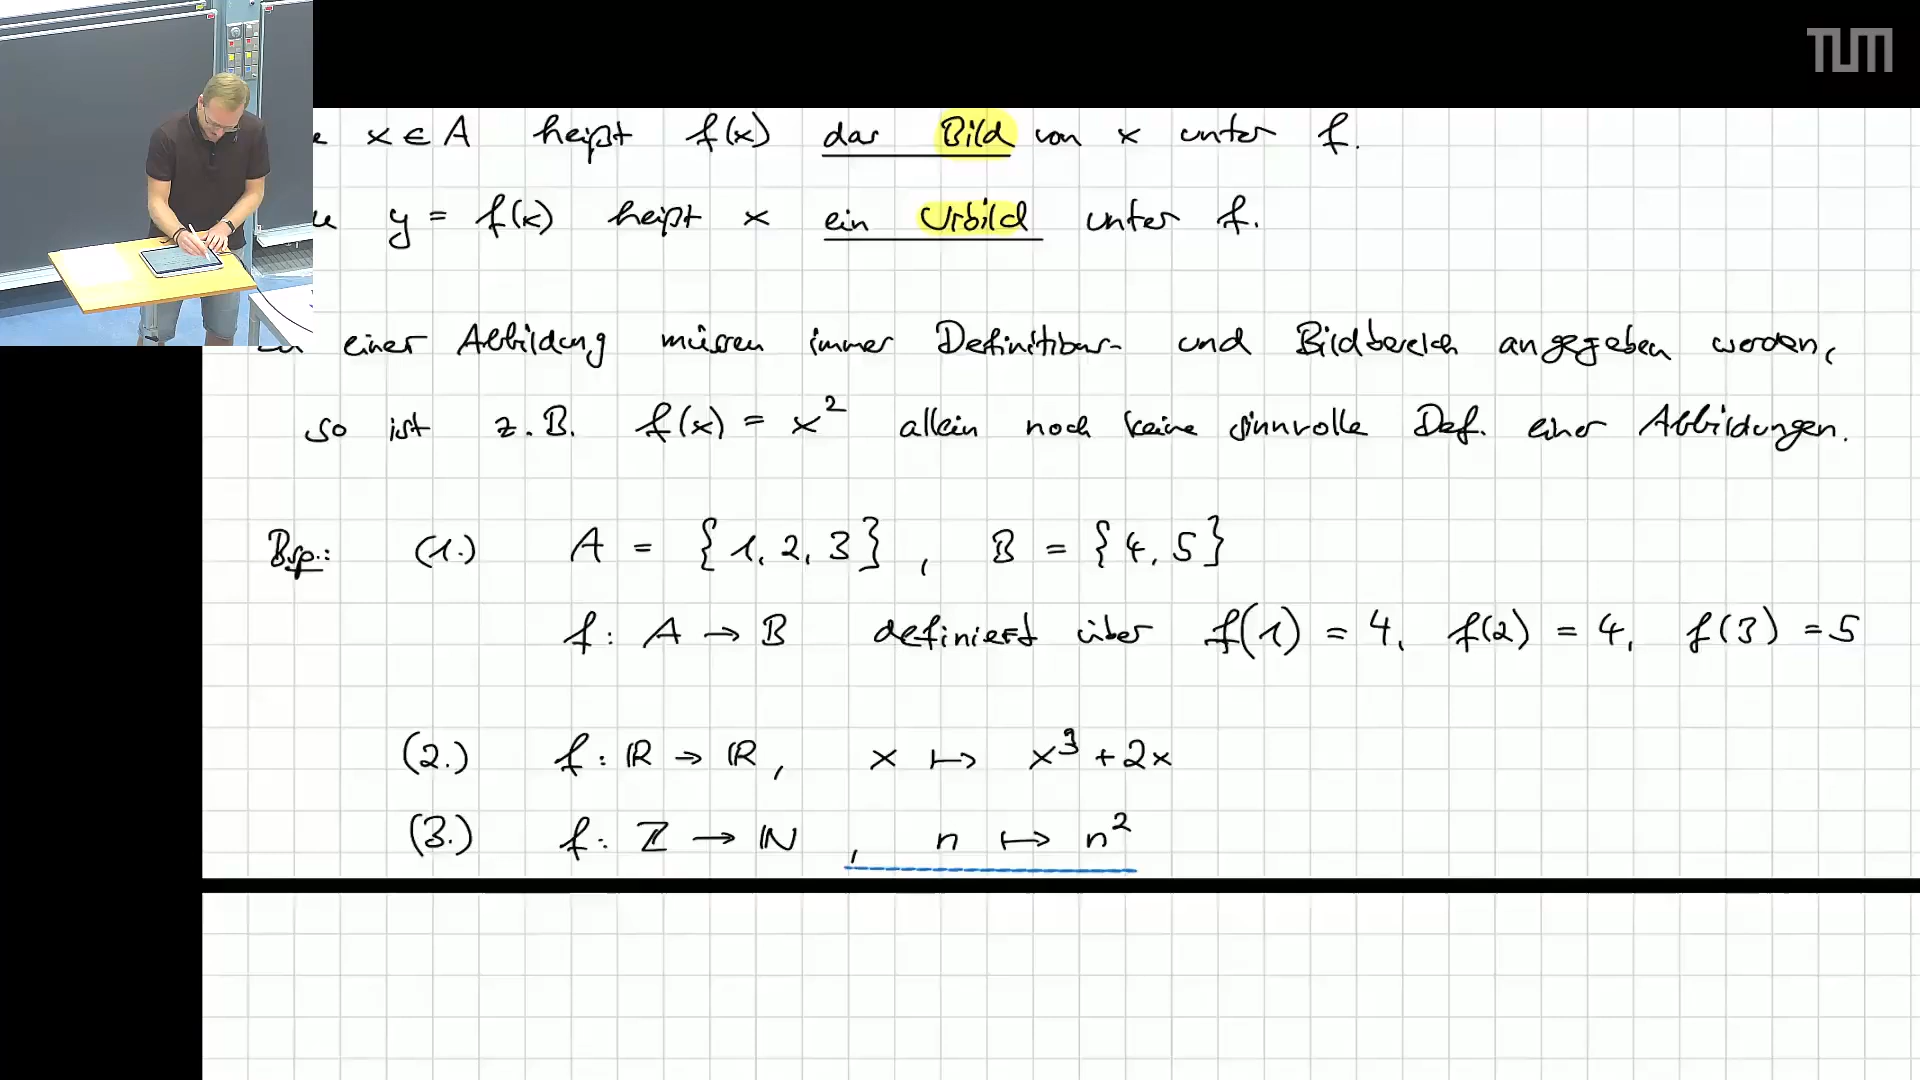 TUM
x ∈ A heißt f(x) das Bild von x unter f.
y = f(x) heißt x ein Urbild unter f.
einer Abbildung müssen immer Definitions- und Bildbereich angegeben werden,
so ist z.B. f(x) = x² allein noch keine sinnvolle Def. einer Abbildungen.
Bsp.: (1.) A = {1, 2, 3}, B = {4, 5}
f: A → B definiert über f(1) = 4, f(2) = 4, f(3) = 5
(2.) f: ℝ → ℝ, x ↦ x³ + 2x
(3.) f: ℤ → ℕ, n ↦ n²